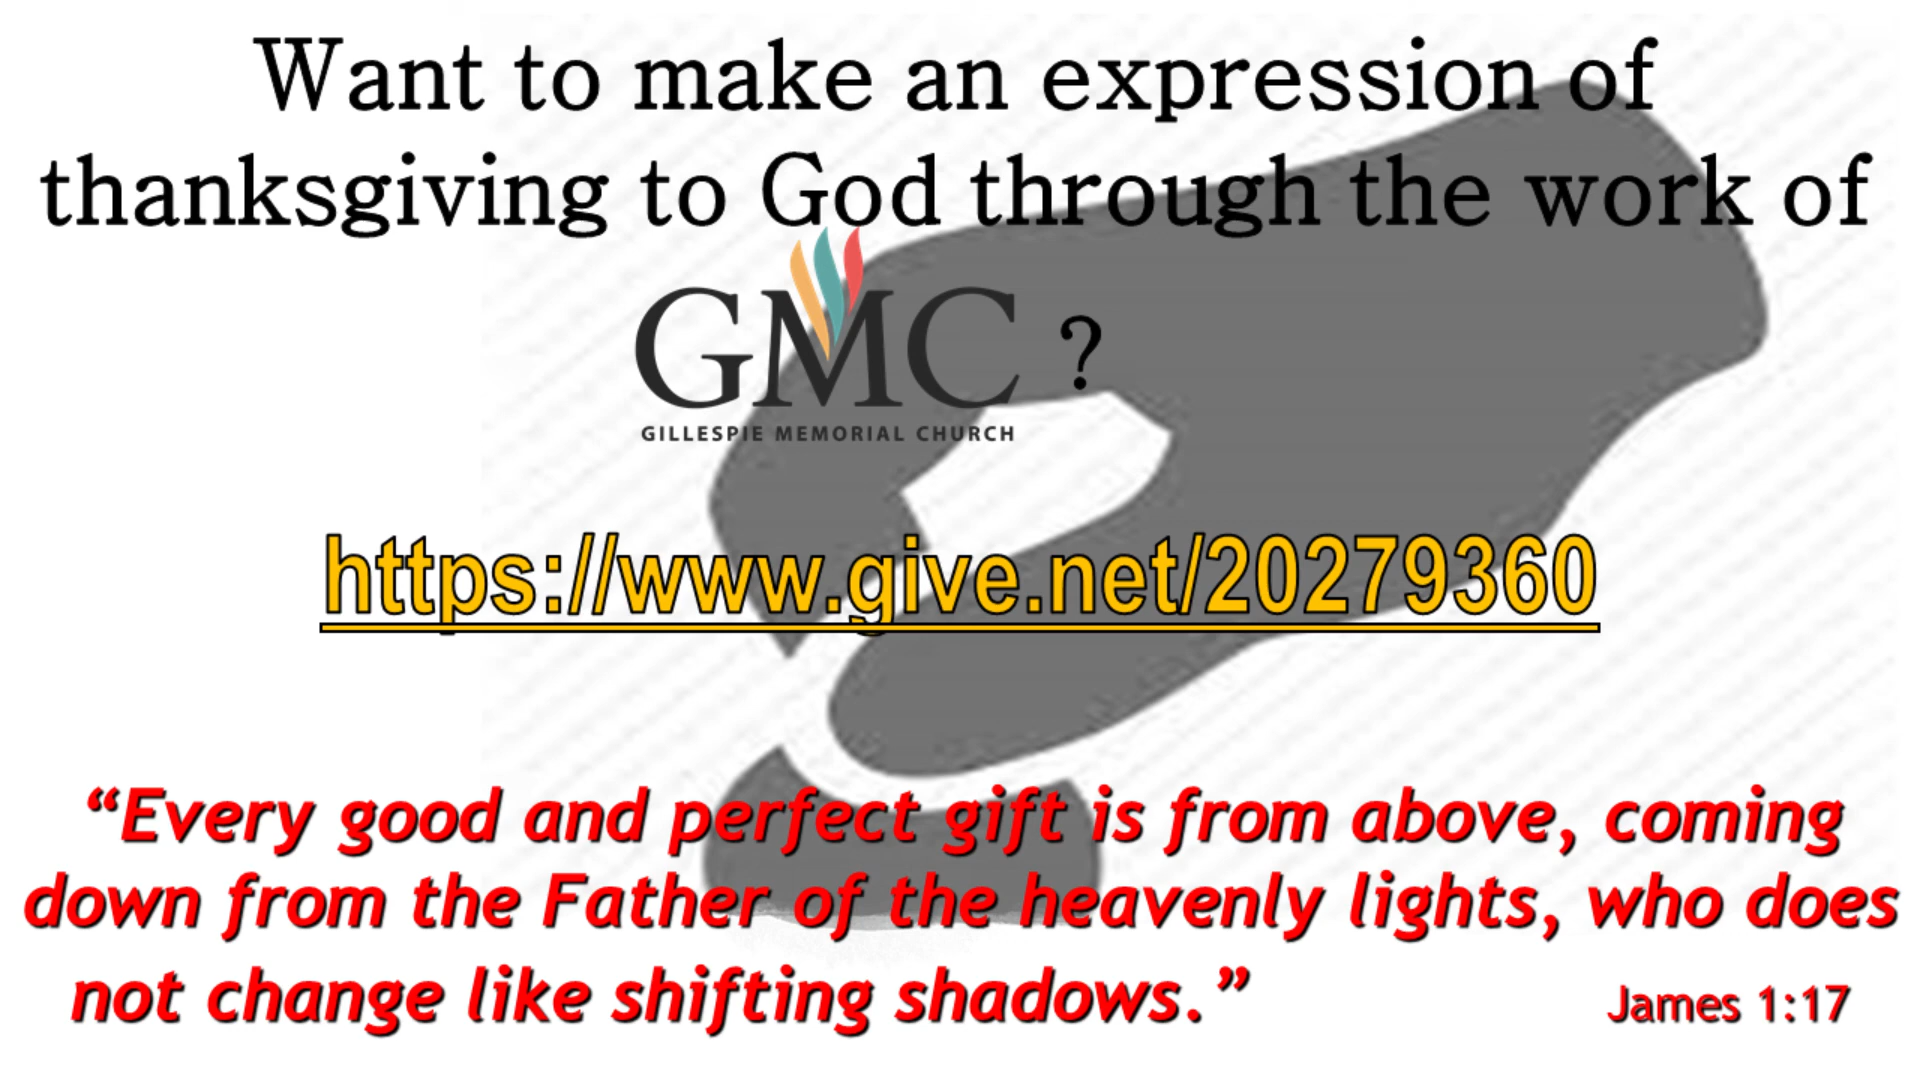 Want to make an expression of
thanksgiving to God through the work of
GMC ?
GILLESPIE MEMORIAL CHURCH
https://www.give.net/20279360
“Every good and perfect gift is from above, coming
down from the Father of the heavenly lights, who does
not change like shifting shadows.” James 1:17